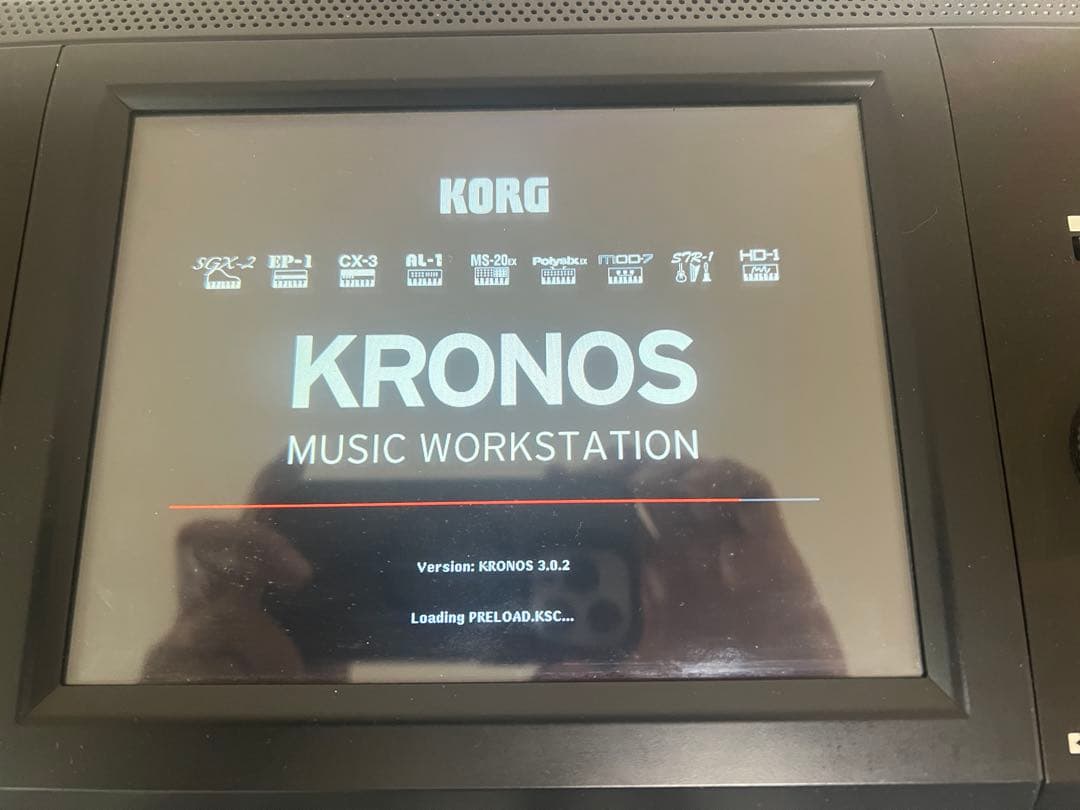 KORG
SGX-2 EP-1 CX-3 AL-1 MS-20EX PolysixEX MOD-7 STR-1 HD-1
KRONOS
MUSIC WORKSTATION
Version: KRONOS 3.0.2
Loading PRELOAD.KSC...